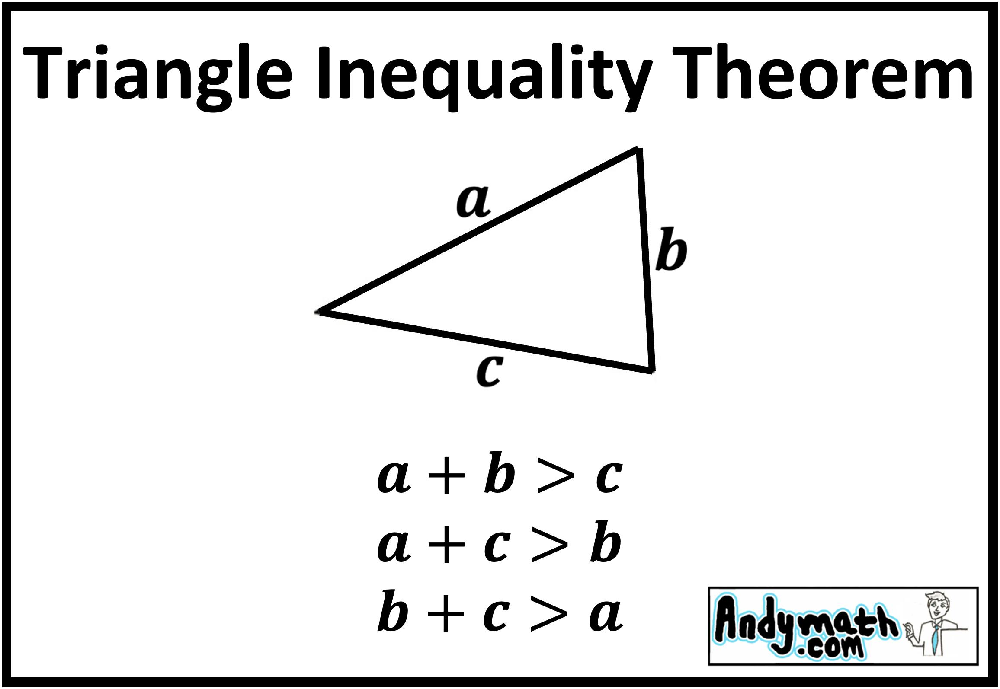 Triangle Inequality Theorem
a
b
c
a + b > c
a + c > b
b + c > a
Andymath
.com